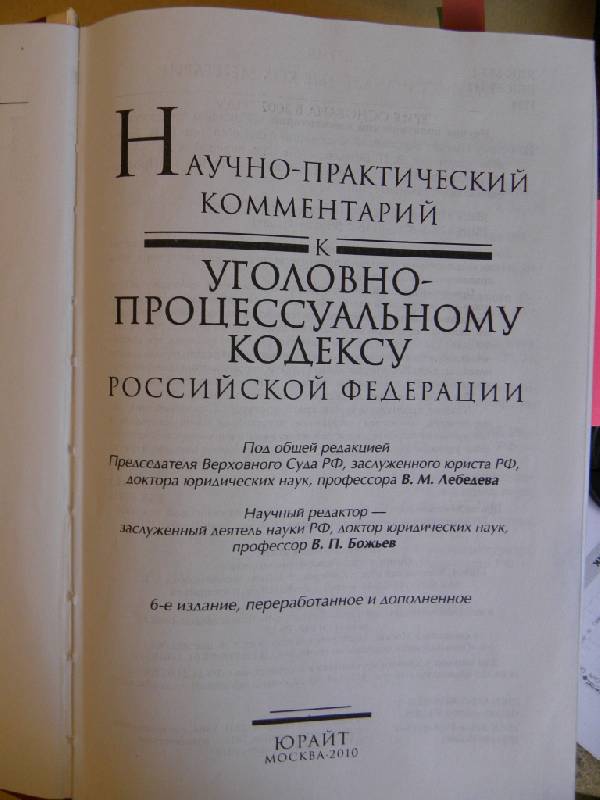 Научно-практический
комментарий
к
уголовно-
процессуальному
кодексу
Российской Федерации
Под общей редакцией
Председателя Верховного Суда РФ, заслуженного юриста РФ,
доктора юридических наук, профессора В. М. Лебедева
Научный редактор —
заслуженный деятель науки РФ, доктор юридических наук,
профессор В. П. Божьев
6-е издание, переработанное и дополненное
ЮРАЙТ
МОСКВА·2010